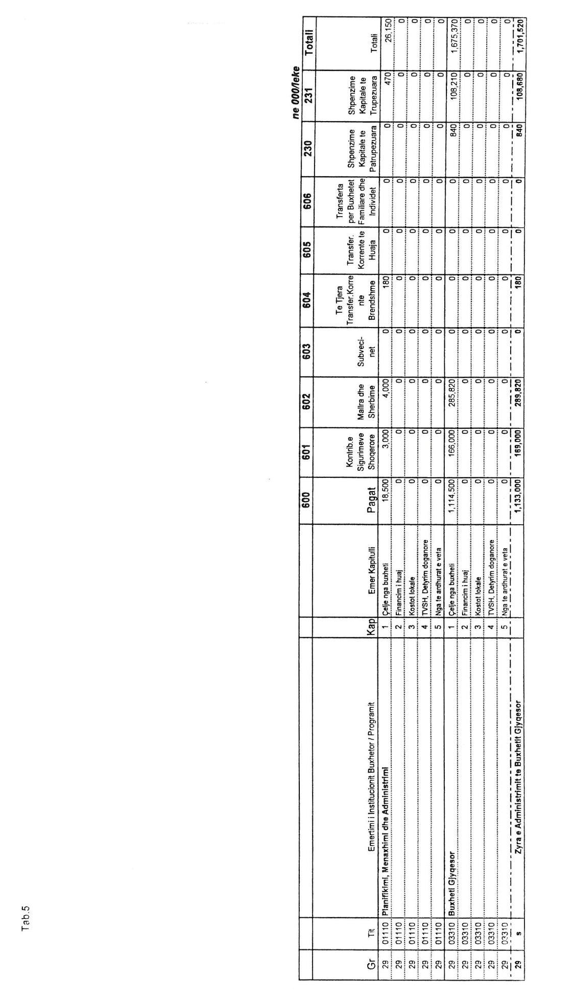 Tab.5
ne 000/leke
600 601 602 603 604 605 606 230 231 Totali
Gr Tit Emertimi i Institucionit Buxhetor / Programit Kap Emer Kapitulli Pagat Kontrib.e Sigurimeve Shoqerore Mallra dhe Sherbime Subveci-net Te Tjera Transfer.Korrente Brendshme Transfer. Korrente te Huaja Transferta per Buxhetet Familiare dhe Individet Shpenzime Kapitale te Patrupezuara Shpenzime Kapitale te Trupezuara Totali
29 01110 Planifikimi, Menaxhimi dhe Administrimi 1 Çelje nga buxheti 18,500 3,000 4,000 0 180 0 0 0 470 26,150
29 01110 2 Financim i huaj 0 0 0 0 0 0 0 0 0 0
29 01110 3 Kostot lokale 0 0 0 0 0 0 0 0 0 0
29 01110 4 TVSH, Detyrim doganore 0 0 0 0 0 0 0 0 0 0
29 01110 5 Nga te ardhurat e veta 0 0 0 0 0 0 0 0 0 0
29 03310 Buxheti Gjyqesor 1 Çelje nga buxheti 1,114,500 166,000 285,820 0 0 0 0 840 108,210 1,675,370
29 03310 2 Financim i huaj 0 0 0 0 0 0 0 0 0 0
29 03310 3 Kostot lokale 0 0 0 0 0 0 0 0 0 0
29 03310 4 TVSH, Detyrim doganore 0 0 0 0 0 0 0 0 0 0
29 03310 5 Nga te ardhurat e veta 0 0 0 0 0 0 0 0 0 0
29 s Zyra e Administrimit te Buxhetit Gjyqesor 1,133,000 169,000 289,820 0 180 0 0 840 108,680 1,701,520